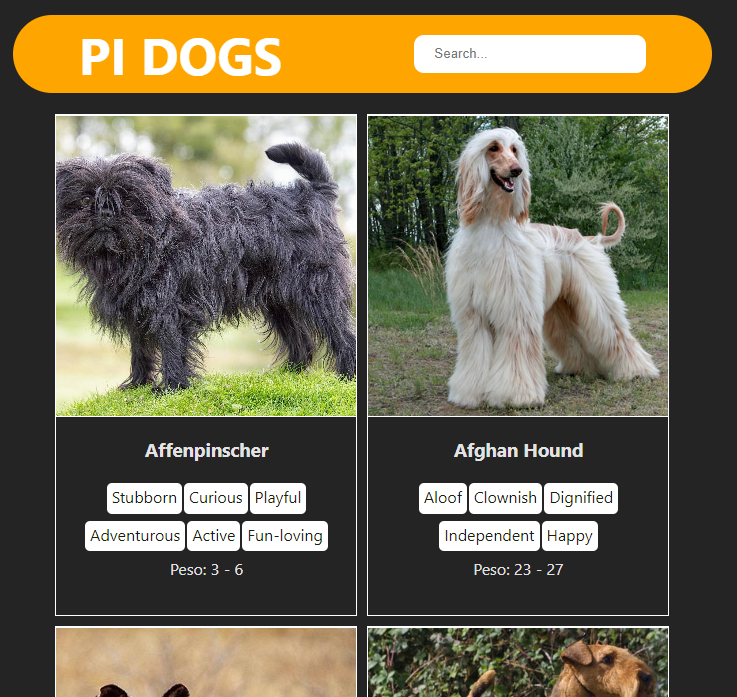 PI DOGS
Search...
Affenpinscher
Stubborn Curious Playful
Adventurous Active Fun-loving
Peso: 3 - 6
Afghan Hound
Aloof Clownish Dignified
Independent Happy
Peso: 23 - 27